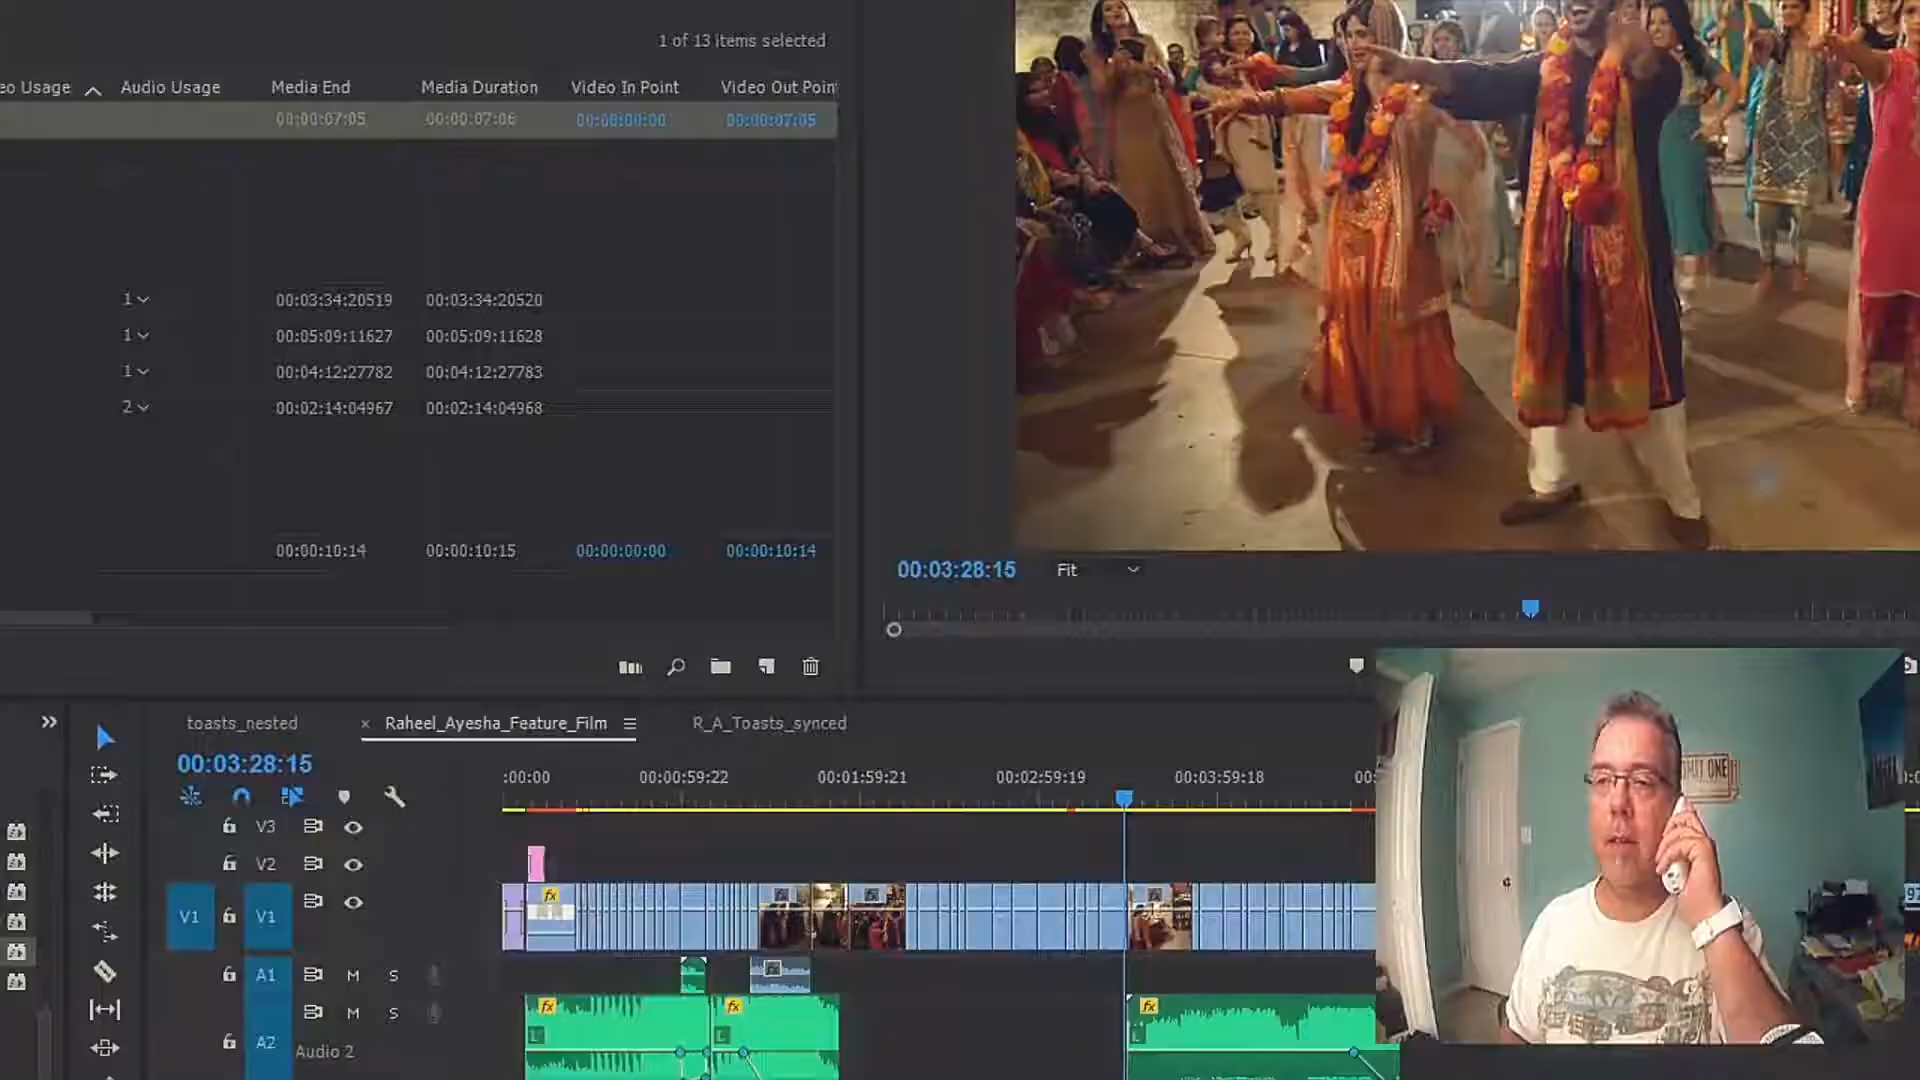 1 of 13 items selected
eo Usage Audio Usage Media End Media Duration Video In Point Video Out Poin
00:00:07:05 00:00:07:06 00:00:00:00 00:00:07:05
1 00:03:34:20519 00:03:34:20520
1 00:05:09:11627 00:05:09:11628
1 00:04:12:27782 00:04:12:27783
2 00:02:14:04967 00:02:14:04968
00:00:10:14 00:00:10:15 00:00:00:00 00:00:10:14
00:03:28:15 Fit
toasts_nested × Raheel_Ayesha_Feature_Film R_A_Toasts_synced
00:03:28:15
:00:00 00:00:59:22 00:01:59:21 00:02:59:19 00:03:59:18 00:
V3
V2
V1 V1
fx
A1 M S
M S
fx fx fx
L L L
A2 Audio 2